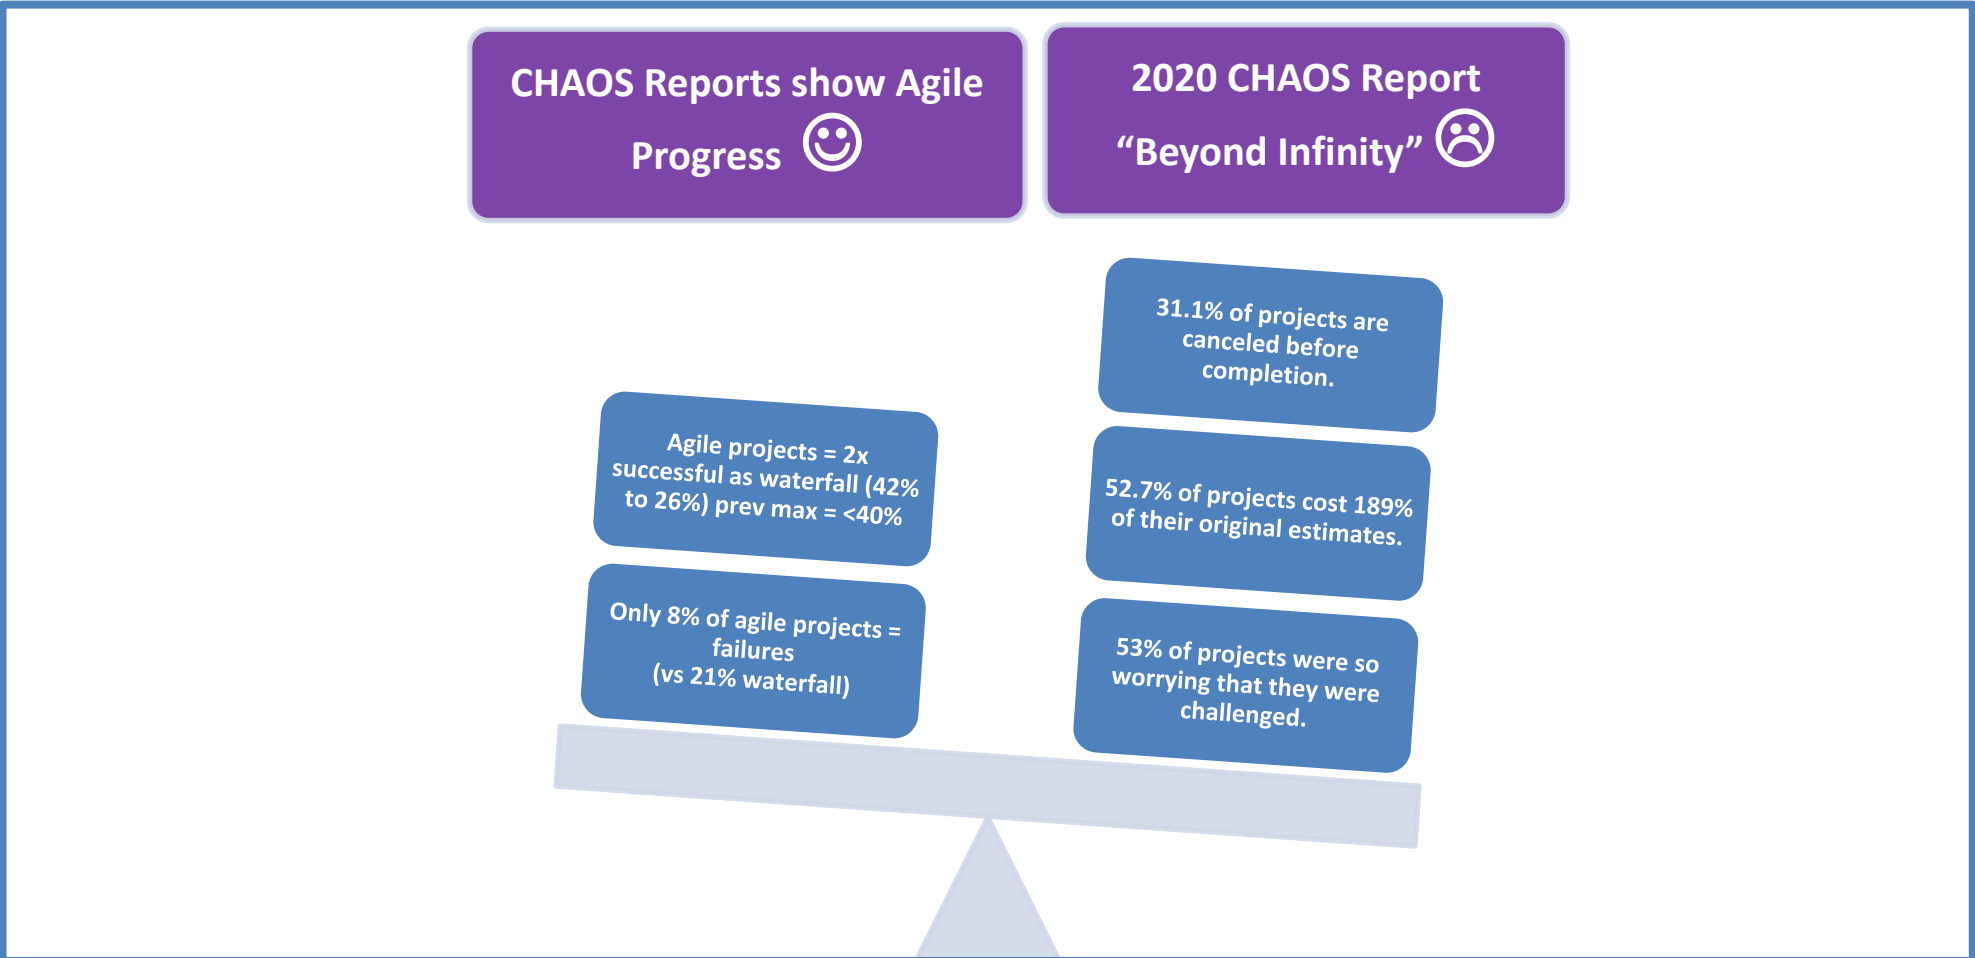 CHAOS Reports show Agile
Progress
2020 CHAOS Report
“Beyond Infinity”
Agile projects = 2x
successful as waterfall (42%
to 26%) prev max = <40%
Only 8% of agile projects =
failures
(vs 21% waterfall)
31.1% of projects are
canceled before
completion.
52.7% of projects cost 189%
of their original estimates.
53% of projects were so
worrying that they were
challenged.